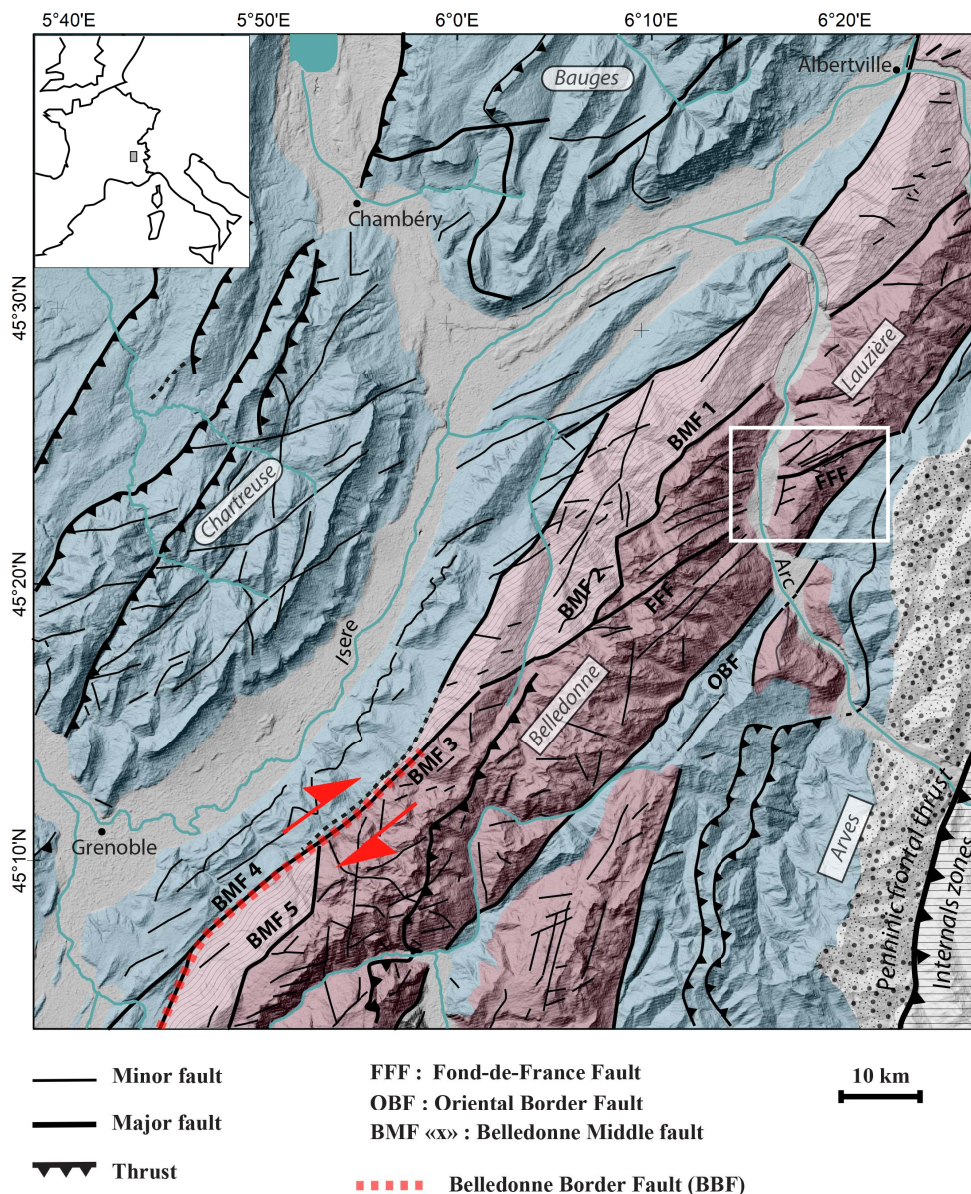 5°40'E 5°50'E 6°0'E 6°10'E 6°20'E
Albertville
Bauges
Chambéry
45°30'N
Lauzière
BMF 1
Chartreuse
FFF
45°20'N
BMF 2
FFF
Arc
Isere
OBF
Belledonne
BMF 3
Grenoble
45°10'N
Arves
BMF 4
BMF 5
Penninic frontal thrust
Internals zones
Minor fault
Major fault
Thrust
FFF : Fond-de-France Fault
OBF : Oriental Border Fault
BMF «x» : Belledonne Middle fault
Belledonne Border Fault (BBF)
10 km